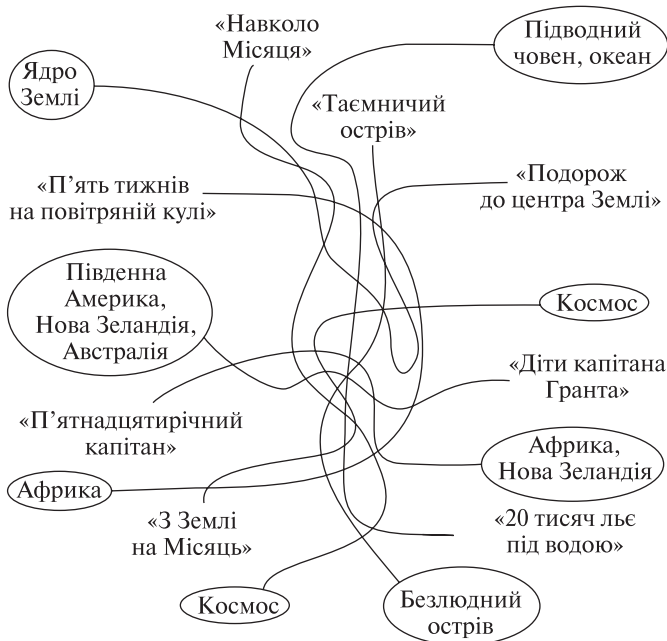 «Навколо
Місяця»
Підводний
човен, океан
Ядро
Землі
«Таємничий
острів»
«П’ять тижнів
на повітряній кулі»
«Подорож
до центра Землі»
Південна
Америка,
Нова Зеландія,
Австралія
Космос
«Діти капітана
Гранта»
«П’ятнадцятирічний
капітан»
Африка,
Нова Зеландія
Африка
«З Землі
на Місяць»
«20 тисяч льє
під водою»
Космос
Безлюдний
острів